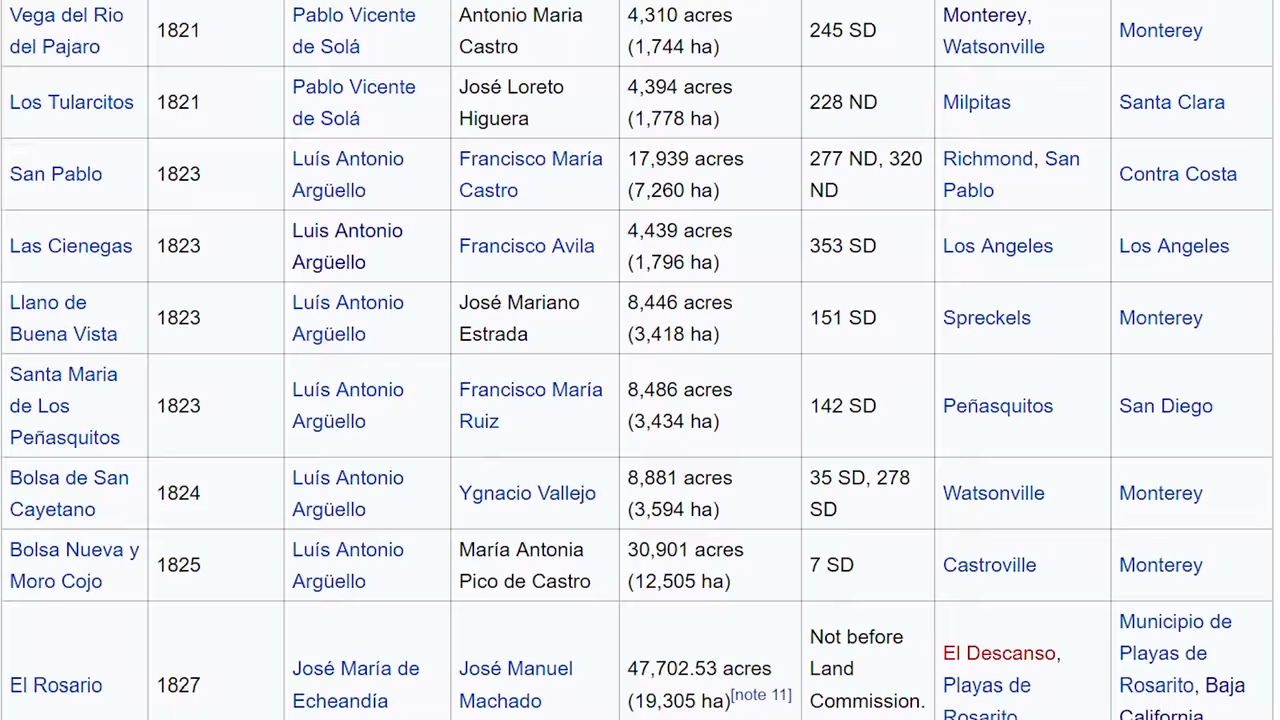 Vega del Rio
del Pajaro
1821
Pablo Vicente
de Solá
Antonio Maria
Castro
4,310 acres
(1,744 ha)
245 SD
Monterey,
Watsonville
Monterey
Los Tularcitos
1821
Pablo Vicente
de Solá
José Loreto
Higuera
4,394 acres
(1,778 ha)
228 ND
Milpitas
Santa Clara
San Pablo
1823
Luís Antonio
Argüello
Francisco María
Castro
17,939 acres
(7,260 ha)
277 ND, 320
ND
Richmond, San
Pablo
Contra Costa
Las Cienegas
1823
Luis Antonio
Argüello
Francisco Avila
4,439 acres
(1,796 ha)
353 SD
Los Angeles
Los Angeles
Llano de
Buena Vista
1823
Luís Antonio
Argüello
José Mariano
Estrada
8,446 acres
(3,418 ha)
151 SD
Spreckels
Monterey
Santa Maria
de Los
Peñasquitos
1823
Luís Antonio
Argüello
Francisco María
Ruiz
8,486 acres
(3,434 ha)
142 SD
Peñasquitos
San Diego
Bolsa de San
Cayetano
1824
Luís Antonio
Argüello
Ygnacio Vallejo
8,881 acres
(3,594 ha)
35 SD, 278
SD
Watsonville
Monterey
Bolsa Nueva y
Moro Cojo
1825
Luís Antonio
Argüello
María Antonia
Pico de Castro
30,901 acres
(12,505 ha)
7 SD
Castroville
Monterey
El Rosario
1827
José María de
Echeandía
José Manuel
Machado
47,702.53 acres
(19,305 ha)[note 11]
Not before
Land
Commission.
El Descanso,
Playas de
Rosarito
Municipio de
Playas de
Rosarito, Baja
California